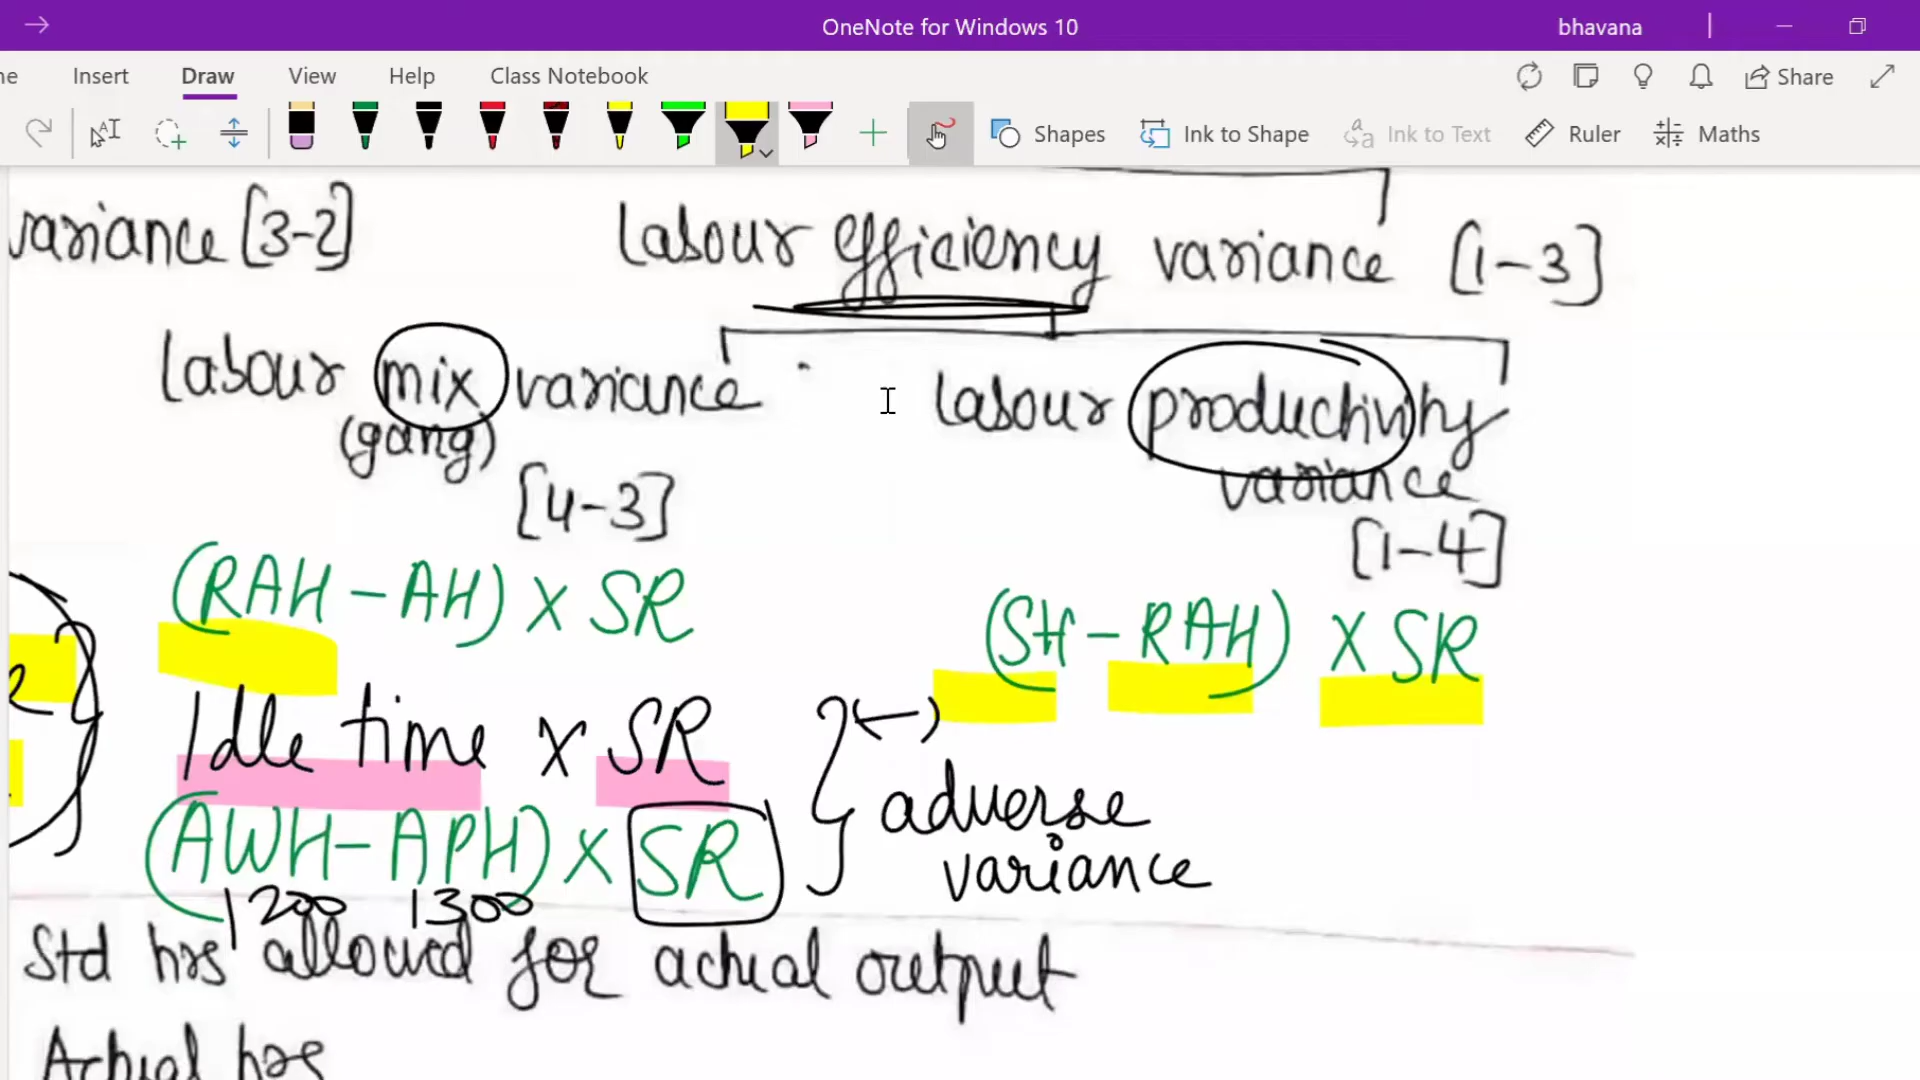 OneNote for Windows 10
bhavana
Insert Draw View Help Class Notebook
Share
Shapes Ink to Shape Ink to Text Ruler Maths
variance [3-2]
Labour efficiency variance [1-3]
Labour mix variance
(gang)
[4-3]
Labour productivity
variance
[1-4]
(RAH - AH) X SR
(SH - RAH) X SR
Idle time X SR
(AWH - APH) X SR
1200 1300
adverse
variance
Std hrs allowed for actual output
Actual hrs